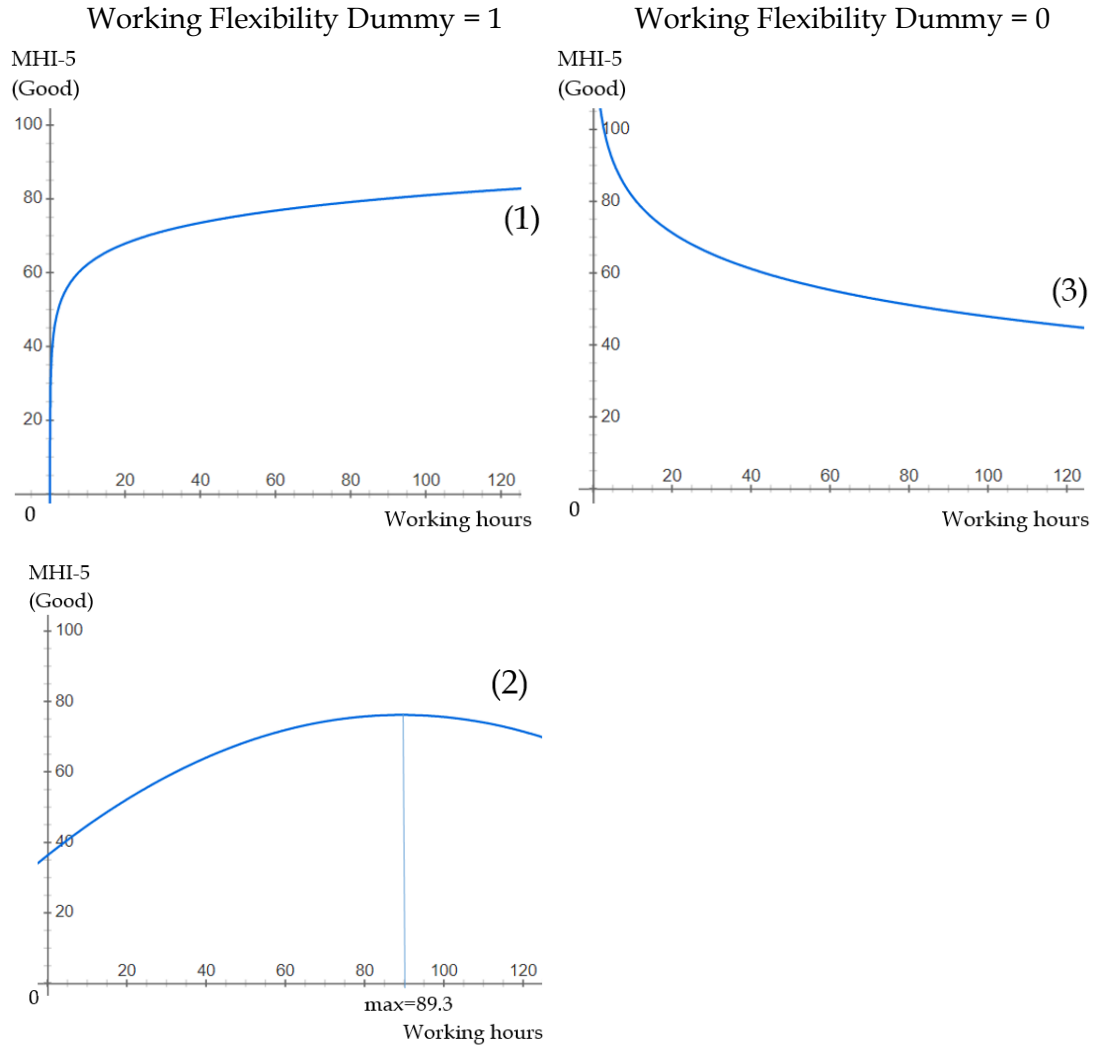 Working Flexibility Dummy = 1
Working Flexibility Dummy = 0
MHI-5
(Good)
100
80
60
40
20
20 40 60 80 100 120
0
Working hours
(1)
MHI-5
(Good)
100
80
60
40
20
20 40 60 80 100 120
0
Working hours
(3)
MHI-5
(Good)
100
80
60
40
20
20 40 60 80 100 120
0
max=89.3
Working hours
(2)